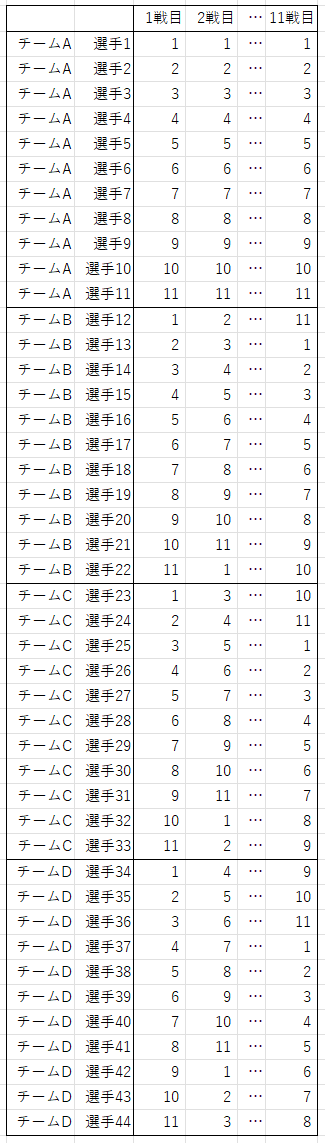 1戦目 2戦目 … 11戦目
チームA 選手1 1 1 … 1
チームA 選手2 2 2 … 2
チームA 選手3 3 3 … 3
チームA 選手4 4 4 … 4
チームA 選手5 5 5 … 5
チームA 選手6 6 6 … 6
チームA 選手7 7 7 … 7
チームA 選手8 8 8 … 8
チームA 選手9 9 9 … 9
チームA 選手10 10 10 … 10
チームA 選手11 11 11 … 11
チームB 選手12 1 2 … 11
チームB 選手13 2 3 … 1
チームB 選手14 3 4 … 2
チームB 選手15 4 5 … 3
チームB 選手16 5 6 … 4
チームB 選手17 6 7 … 5
チームB 選手18 7 8 … 6
チームB 選手19 8 9 … 7
チームB 選手20 9 10 … 8
チームB 選手21 10 11 … 9
チームB 選手22 11 1 … 10
チームC 選手23 1 3 … 10
チームC 選手24 2 4 … 11
チームC 選手25 3 5 … 1
チームC 選手26 4 6 … 2
チームC 選手27 5 7 … 3
チームC 選手28 6 8 … 4
チームC 選手29 7 9 … 5
チームC 選手30 8 10 … 6
チームC 選手31 9 11 … 7
チームC 選手32 10 1 … 8
チームC 選手33 11 2 … 9
チームD 選手34 1 4 … 9
チームD 選手35 2 5 … 10
チームD 選手36 3 6 … 11
チームD 選手37 4 7 … 1
チームD 選手38 5 8 … 2
チームD 選手39 6 9 … 3
チームD 選手40 7 10 … 4
チームD 選手41 8 11 … 5
チームD 選手42 9 1 … 6
チームD 選手43 10 2 … 7
チームD 選手44 11 3 … 8